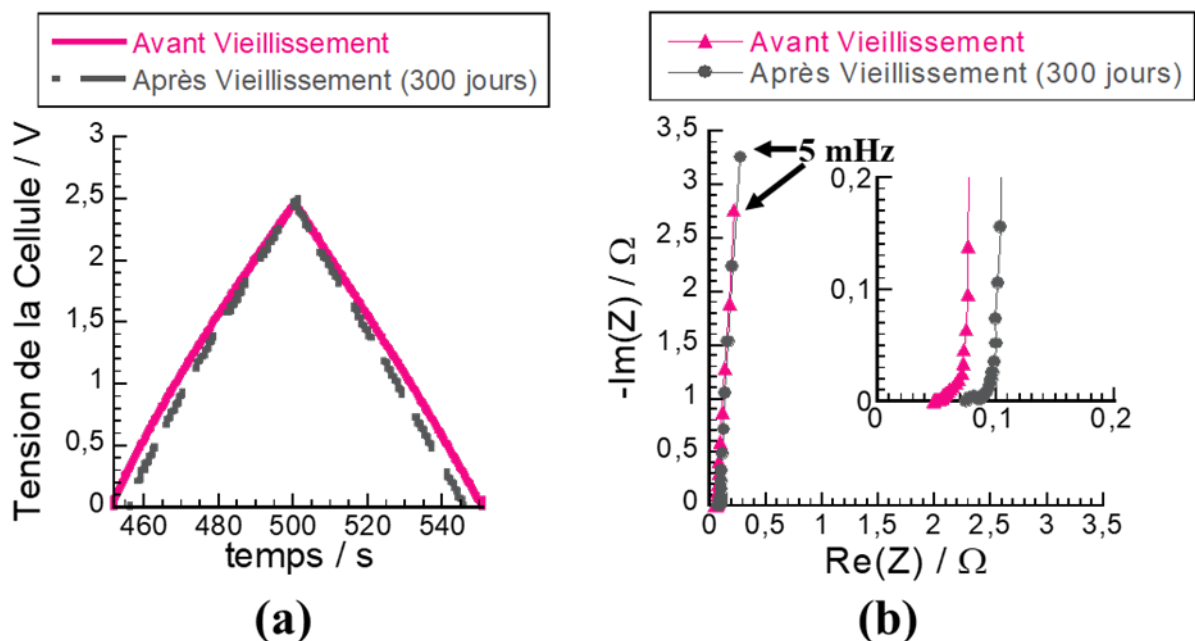 Avant Vieillissement
Après Vieillissement (300 jours)
Tension de la Cellule / V
3
2,5
2
1,5
1
0,5
0
460 480 500 520 540
temps / s
(a)
Avant Vieillissement
Après Vieillissement (300 jours)
-Im(Z) / Ω
3,5
3
2,5
2
1,5
1
0,5
0
5 mHz
0,2
0,1
0
0 0,1 0,2
0 0,5 1 1,5 2 2,5 3 3,5
Re(Z) / Ω
(b)